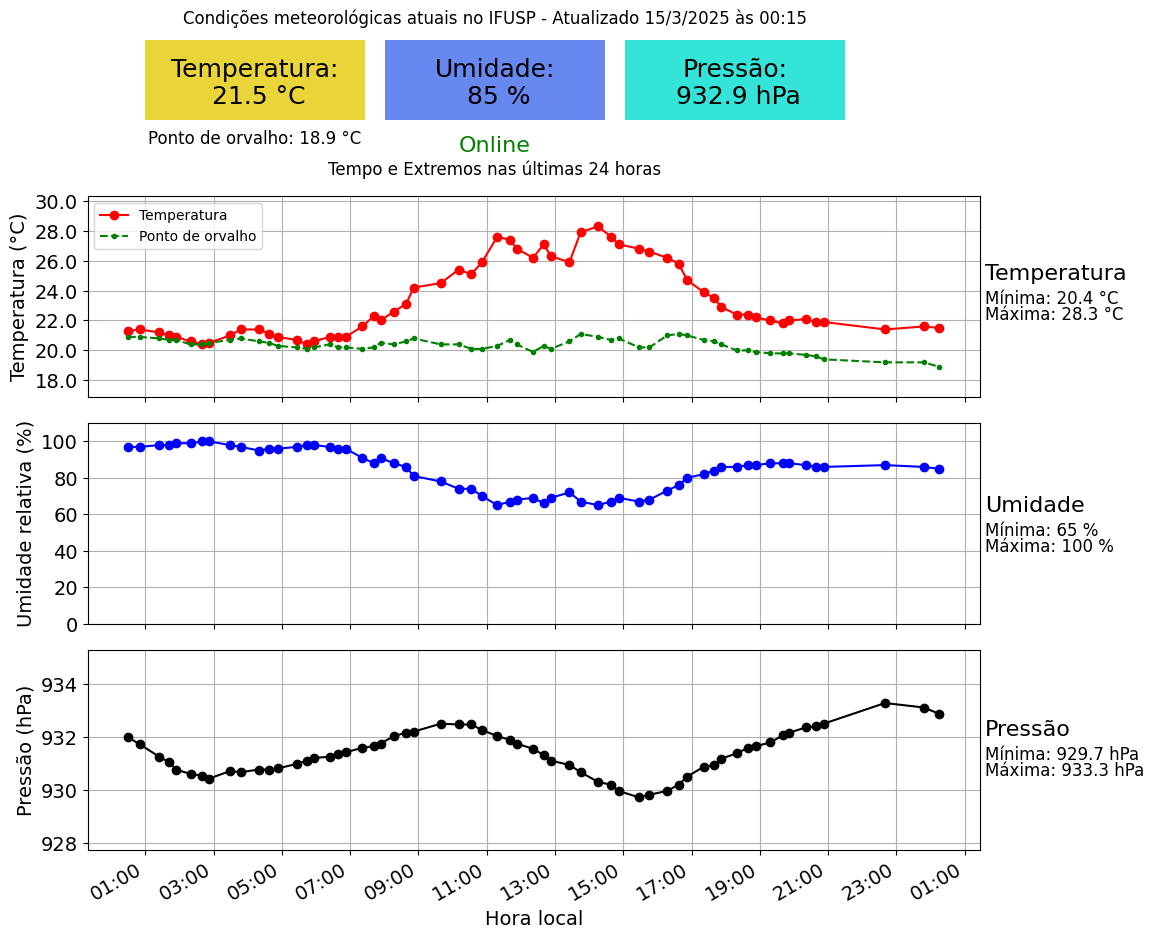 Condições meteorológicas atuais no IFUSP - Atualizado 15/3/2025 às 00:15
Temperatura:
21.5 °C
Umidade:
85 %
Pressão:
932.9 hPa
Ponto de orvalho: 18.9 °C
Online
Tempo e Extremos nas últimas 24 horas
Temperatura (°C)
30.0
28.0
26.0
24.0
22.0
20.0
18.0
Temperatura
Ponto de orvalho
Temperatura
Mínima: 20.4 °C
Máxima: 28.3 °C
Umidade relativa (%)
100
80
60
40
20
0
Umidade
Mínima: 65 %
Máxima: 100 %
Pressão (hPa)
934
932
930
928
Pressão
Mínima: 929.7 hPa
Máxima: 933.3 hPa
01:00 03:00 05:00 07:00 09:00 11:00 13:00 15:00 17:00 19:00 21:00 23:00 01:00
Hora local